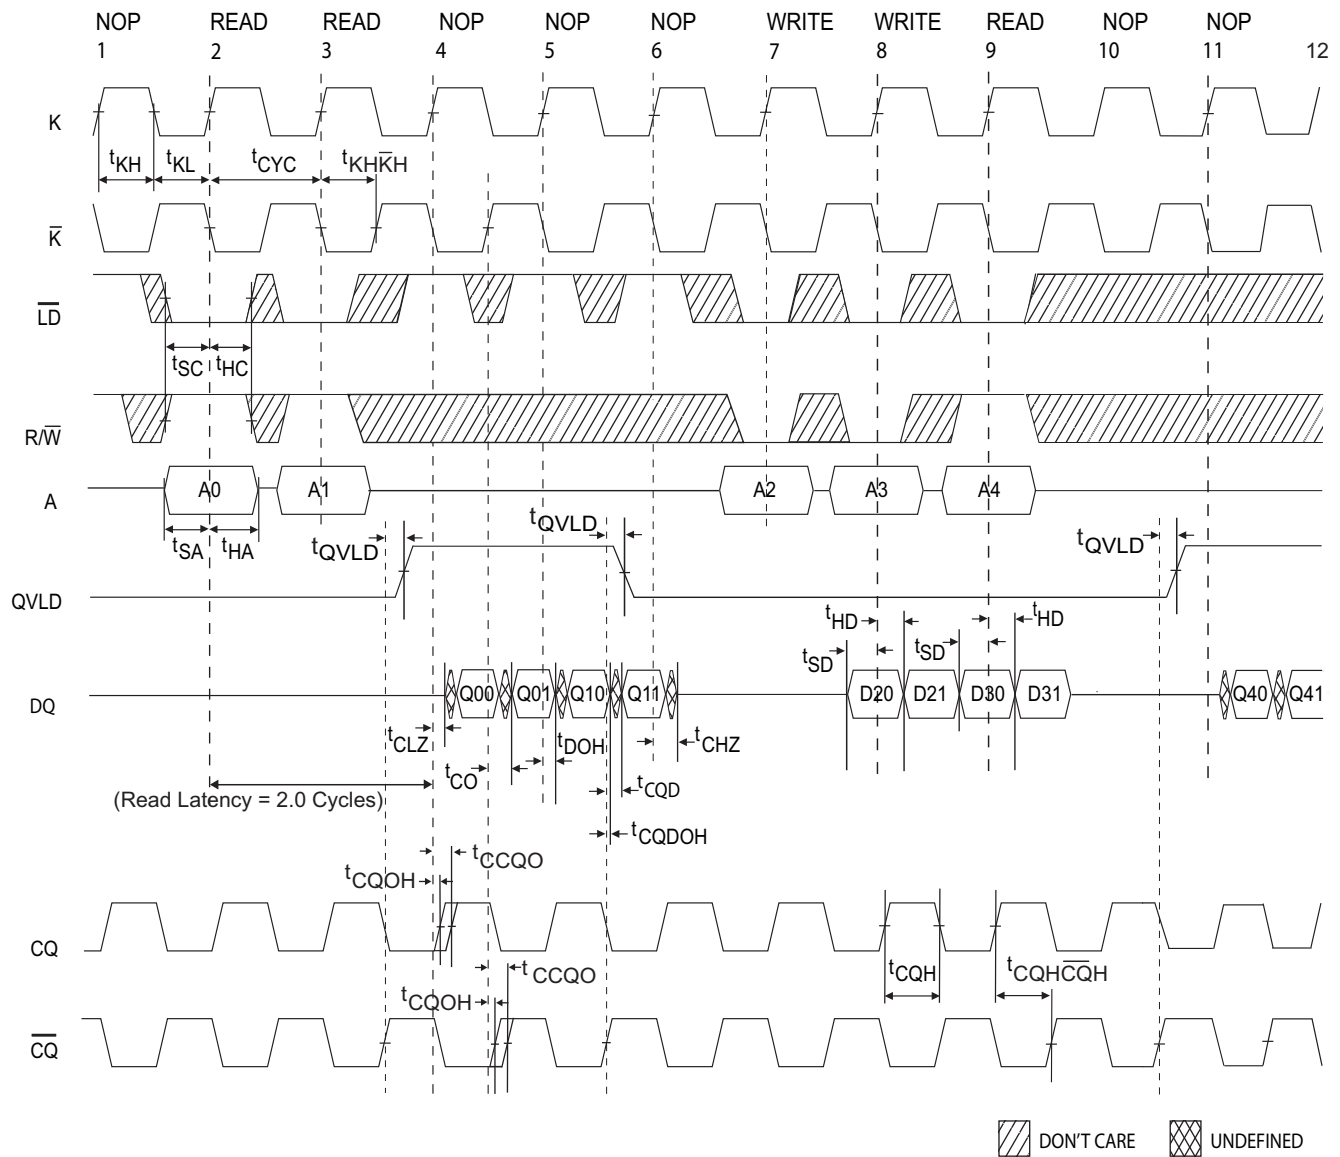 NOP READ READ NOP NOP NOP WRITE WRITE READ NOP NOP
1 2 3 4 5 6 7 8 9 10 11 12
K
tKH tKL tCYC tKHK̅H
K̅
L̅D̅
tSC tHC
R/W̅
A A0 A1 A2 A3 A4
tSA tHA tQVLD tQVLD tQVLD
QVLD
tHD tHD
tSD tSD
DQ Q00 Q01 Q10 Q11 D20 D21 D30 D31 Q40 Q41
tCLZ tDOH tCHZ
tCO tCQD
(Read Latency = 2.0 Cycles)
tCQDOH
tCCQO
tCQOH
CQ
tCCQO tCQH tCQHC̅Q̅H
tCQOH
C̅Q̅
DON'T CARE UNDEFINED